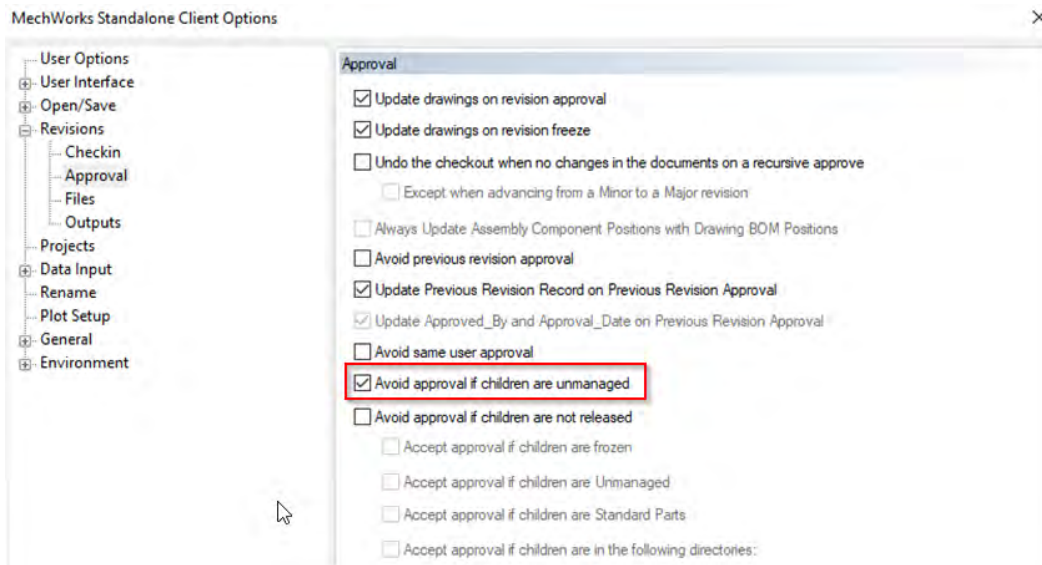 MechWorks Standalone Client Options
User Options
User Interface
Open/Save
Revisions
Checkin
Approval
Files
Outputs
Projects
Data Input
Rename
Plot Setup
General
Environment
Approval
Update drawings on revision approval
Update drawings on revision freeze
Undo the checkout when no changes in the documents on a recursive approve
Except when advancing from a Minor to a Major revision
Always Update Assembly Component Positions with Drawing BOM Positions
Avoid previous revision approval
Update Previous Revision Record on Previous Revision Approval
Update Approved_By and Approval_Date on Previous Revision Approval
Avoid same user approval
Avoid approval if children are unmanaged
Avoid approval if children are not released
Accept approval if children are frozen
Accept approval if children are Unmanaged
Accept approval if children are Standard Parts
Accept approval if children are in the following directories: